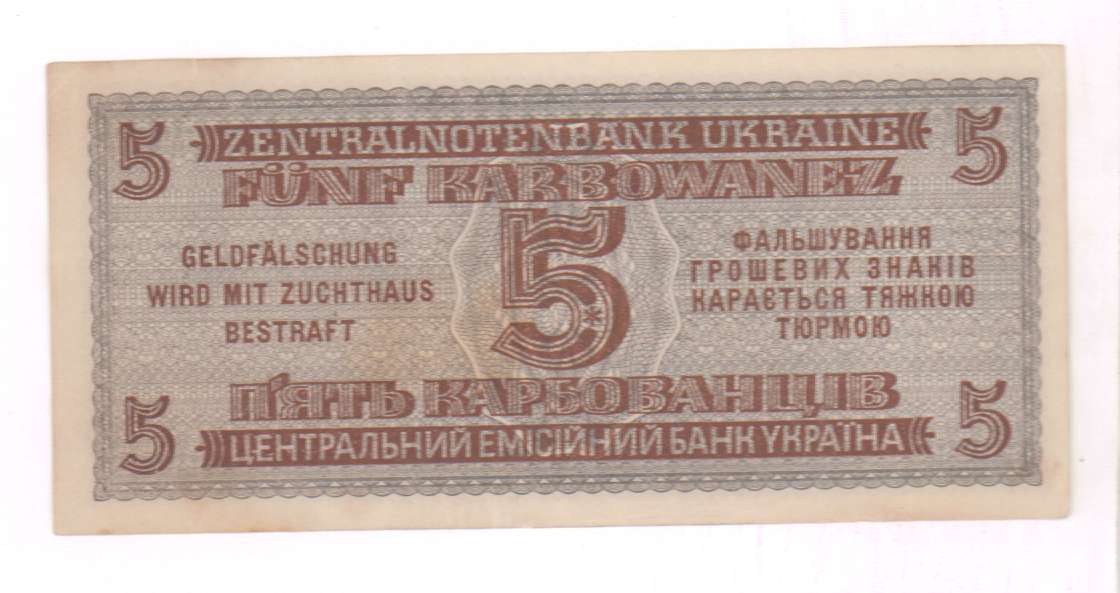 5 ZENTRALNOTENBANK UKRAINE 5
FÜNF KARBOWANEZ
5
GELDFÄLSCHUNG
WIRD MIT ZUCHTHAUS
BESTRAFT
ФАЛЬШУВАННЯ
ГРОШЕВИХ ЗНАКІВ
КАРАЄТЬСЯ ТЯЖКОЮ
ТЮРМОЮ
П'ЯТЬ КАРБОВАНЦІВ
5 ЦЕНТРАЛЬНИЙ ЕМІСІЙНИЙ БАНК УКРАЇНА 5